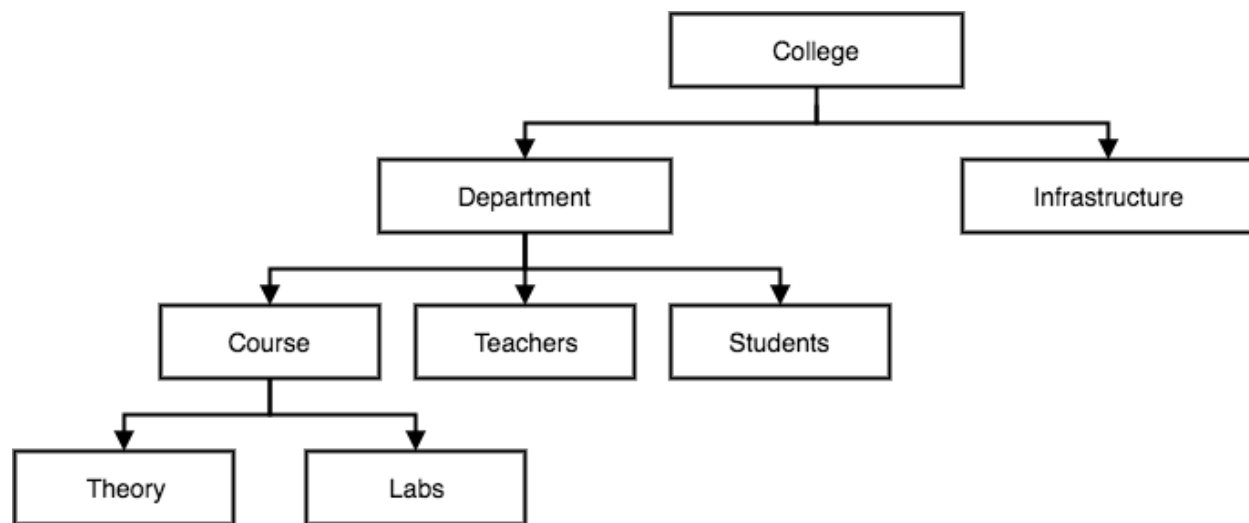 College
Department
Infrastructure
Course
Teachers
Students
Theory
Labs